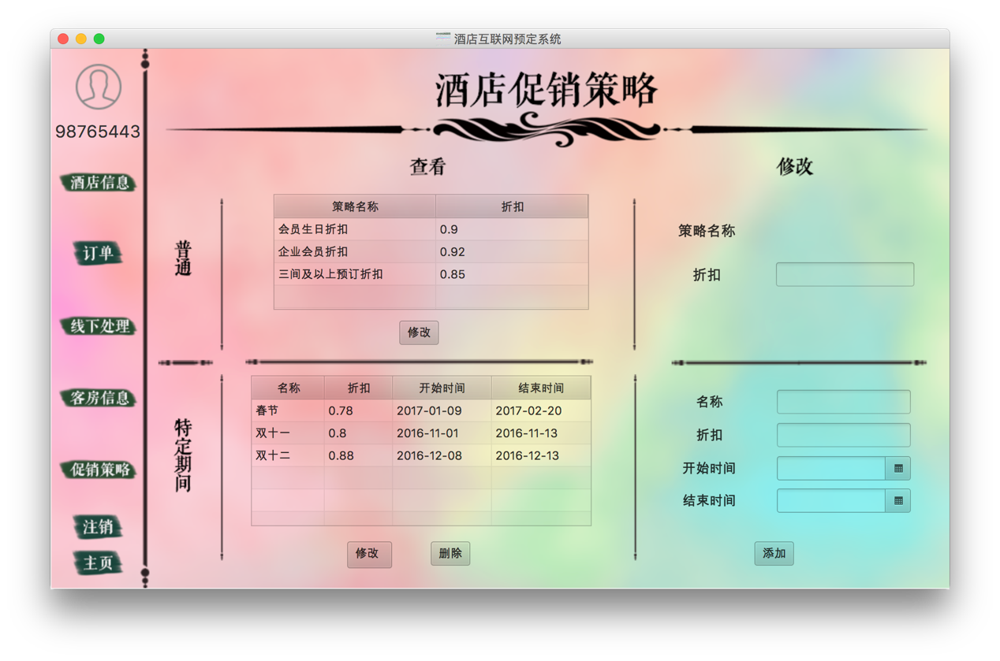 酒店互联网预定系统
98765443
酒店信息
订单
线下处理
客房信息
促销策略
注销
主页
酒店促销策略
查看
修改
普通
策略名称 折扣
会员生日折扣 0.9
企业会员折扣 0.92
三间及以上预订折扣 0.85
修改
策略名称
折扣
特定期间
名称 折扣 开始时间 结束时间
春节 0.78 2017-01-09 2017-02-20
双十一 0.8 2016-11-01 2016-11-13
双十二 0.88 2016-12-08 2016-12-13
修改 删除
名称
折扣
开始时间
结束时间
添加